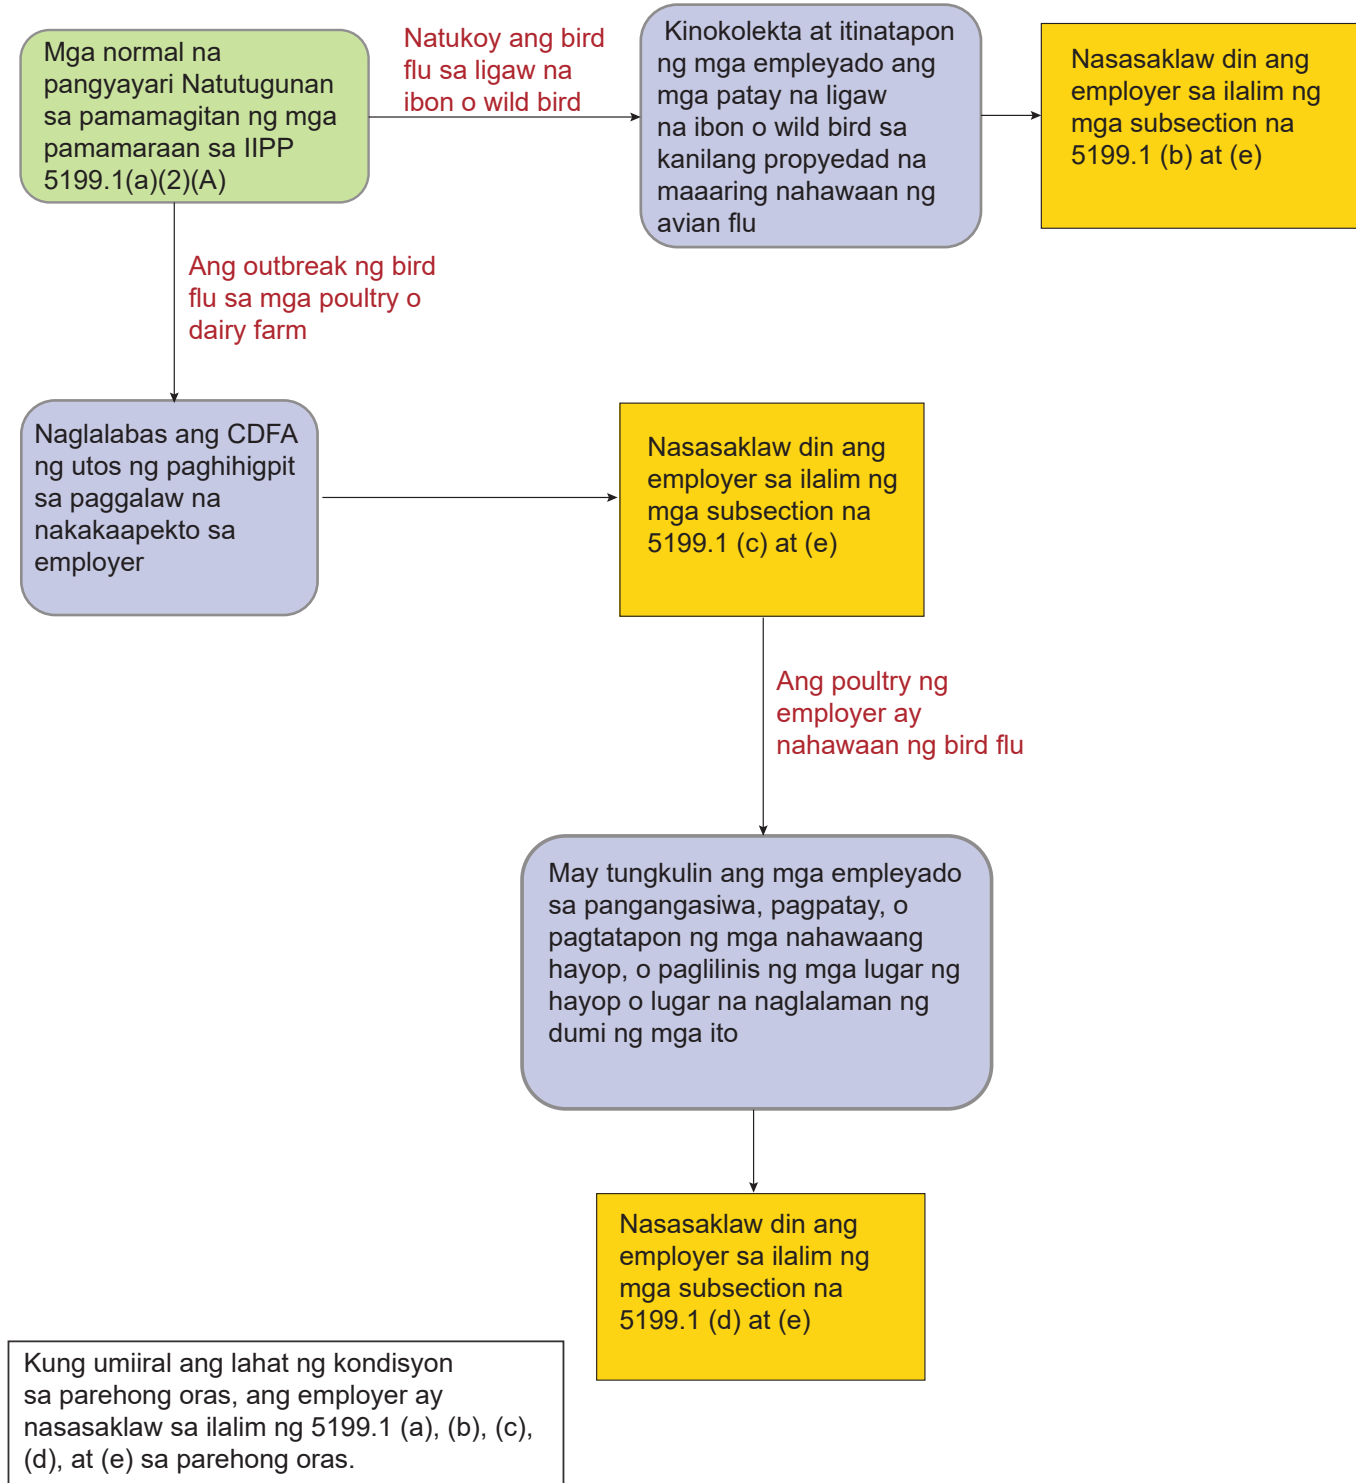 Mga normal na
pangyayari Natutugunan
sa pamamagitan ng mga
pamamaraan sa IIPP
5199.1(a)(2)(A)
Natukoy ang bird
flu sa ligaw na
ibon o wild bird
Kinokolekta at itinatapon
ng mga empleyado ang
mga patay na ligaw
na ibon o wild bird sa
kanilang propyedad na
maaaring nahawaan ng
avian flu
Nasasaklaw din ang
employer sa ilalim ng
mga subsection na
5199.1 (b) at (e)
Ang outbreak ng bird
flu sa mga poultry o
dairy farm
Naglalabas ang CDFA
ng utos ng paghihigpit
sa paggalaw na
nakakaapekto sa
employer
Nasasaklaw din ang
employer sa ilalim ng
mga subsection na
5199.1 (c) at (e)
Ang poultry ng
employer ay
nahawaan ng bird flu
May tungkulin ang mga empleyado
sa pangangasiwa, pagpatay, o
pagtatapon ng mga nahawaang
hayop, o paglilinis ng mga lugar ng
hayop o lugar na naglalaman ng
dumi ng mga ito
Nasasaklaw din ang
employer sa ilalim ng
mga subsection na
5199.1 (d) at (e)
Kung umiiral ang lahat ng kondisyon
sa parehong oras, ang employer ay
nasasaklaw sa ilalim ng 5199.1 (a), (b), (c),
(d), at (e) sa parehong oras.